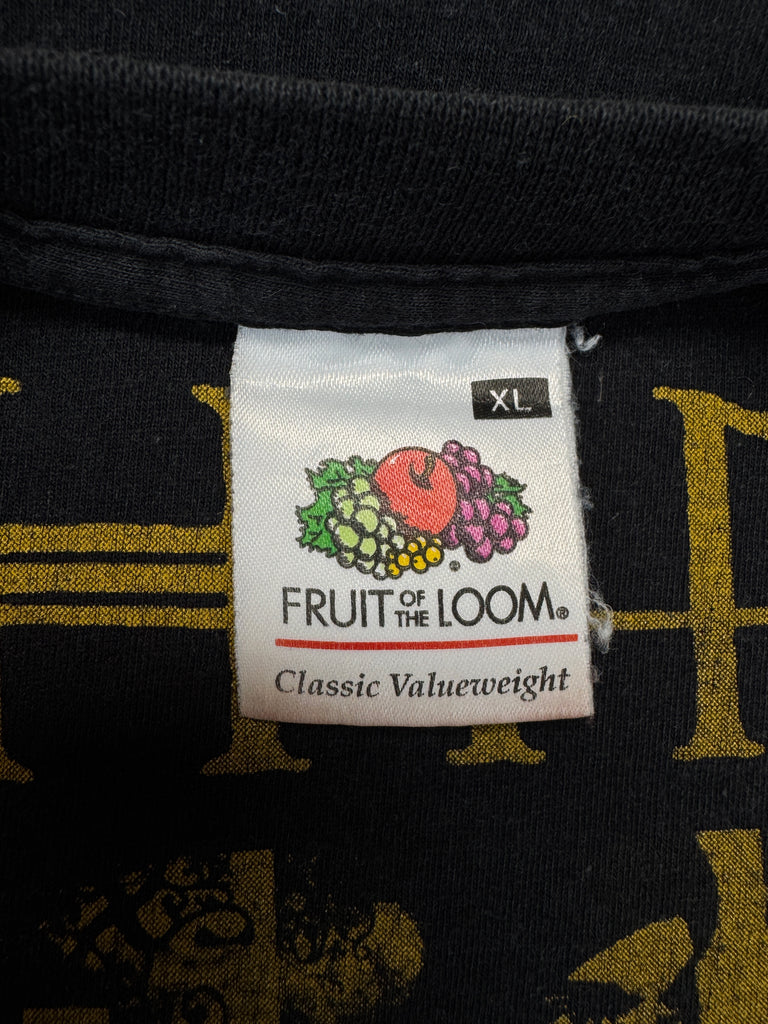 XL
FRUIT OF THE LOOM®
Classic Valueweight